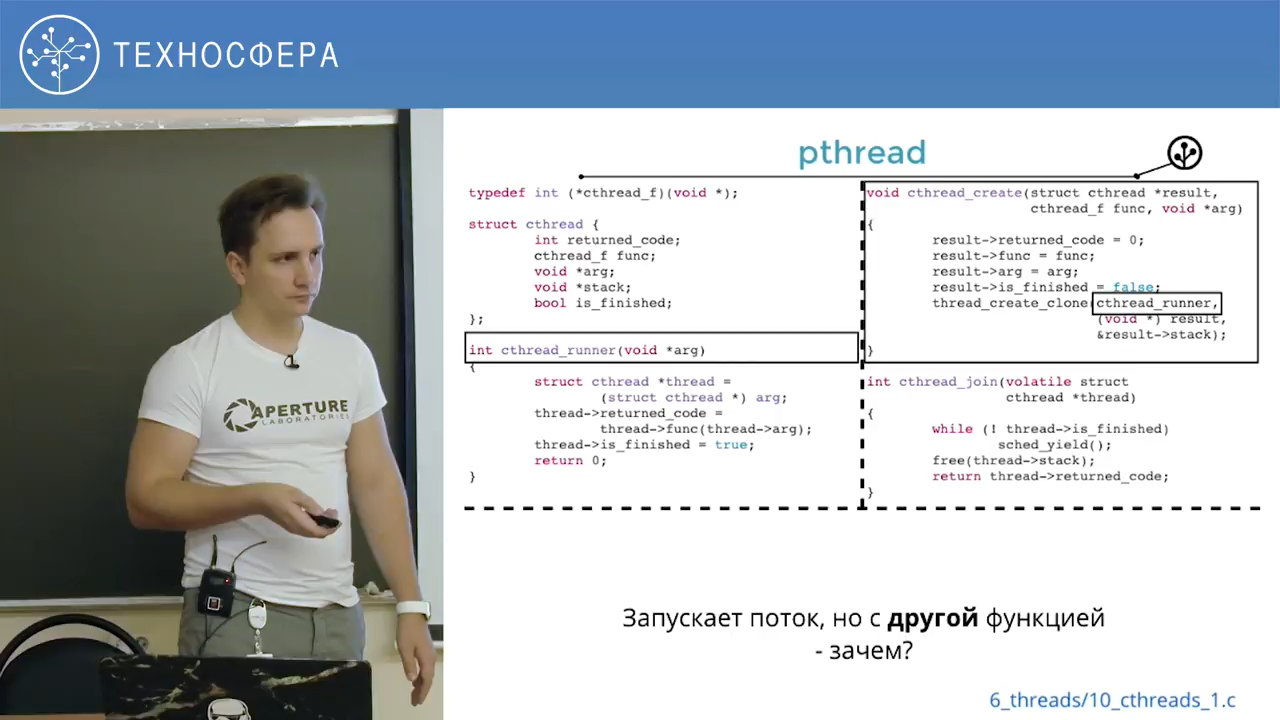 ТЕХНОСФЕРА
pthread
typedef int (*cthread_f)(void *);
struct cthread {
int returned_code;
cthread_f func;
void *arg;
void *stack;
bool is_finished;
};
int cthread_runner(void *arg)
{
struct cthread *thread =
(struct cthread *) arg;
thread->returned_code =
thread->func(thread->arg);
thread->is_finished = true;
return 0;
}
void cthread_create(struct cthread *result,
cthread_f func, void *arg)
{
result->returned_code = 0;
result->func = func;
result->arg = arg;
result->is_finished = false;
thread_create_clone(cthread_runner,
(void *) result,
&result->stack);
}
int cthread_join(volatile struct
cthread *thread)
{
while (! thread->is_finished)
sched_yield();
free(thread->stack);
return thread->returned_code;
}
Запускает поток, но с другой функцией
- зачем?
6_threads/10_cthreads_1.c
APERTURE
LABORATORIES